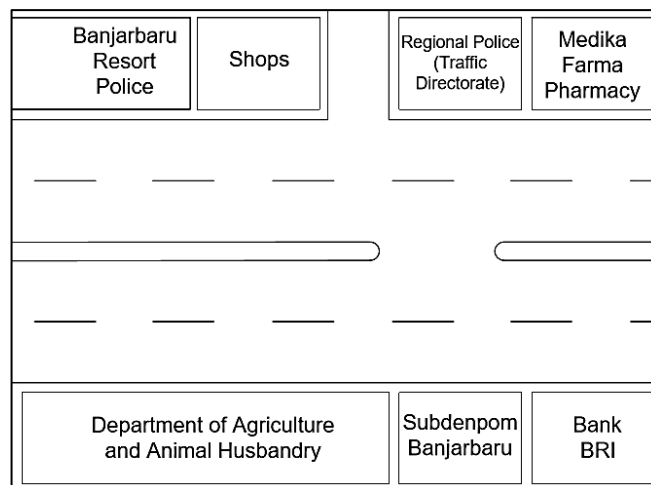 Banjarbaru
Resort
Police
Shops
Regional Police
(Traffic
Directorate)
Medika
Farma
Pharmacy
Department of Agriculture
and Animal Husbandry
Subdenpom
Banjarbaru
Bank
BRI